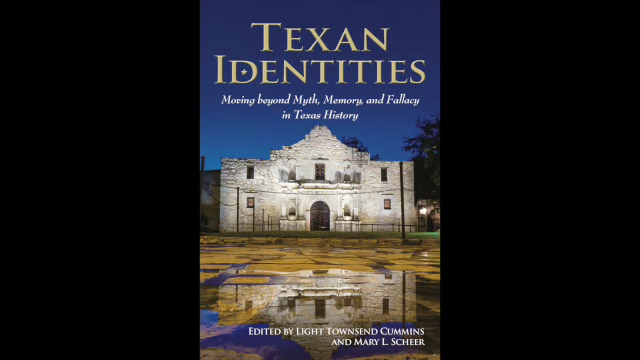 TEXAN
IDENTITIES
Moving beyond Myth, Memory, and Fallacy
in Texas History
EDITED BY LIGHT TOWNSEND CUMMINS
AND MARY L. SCHEER